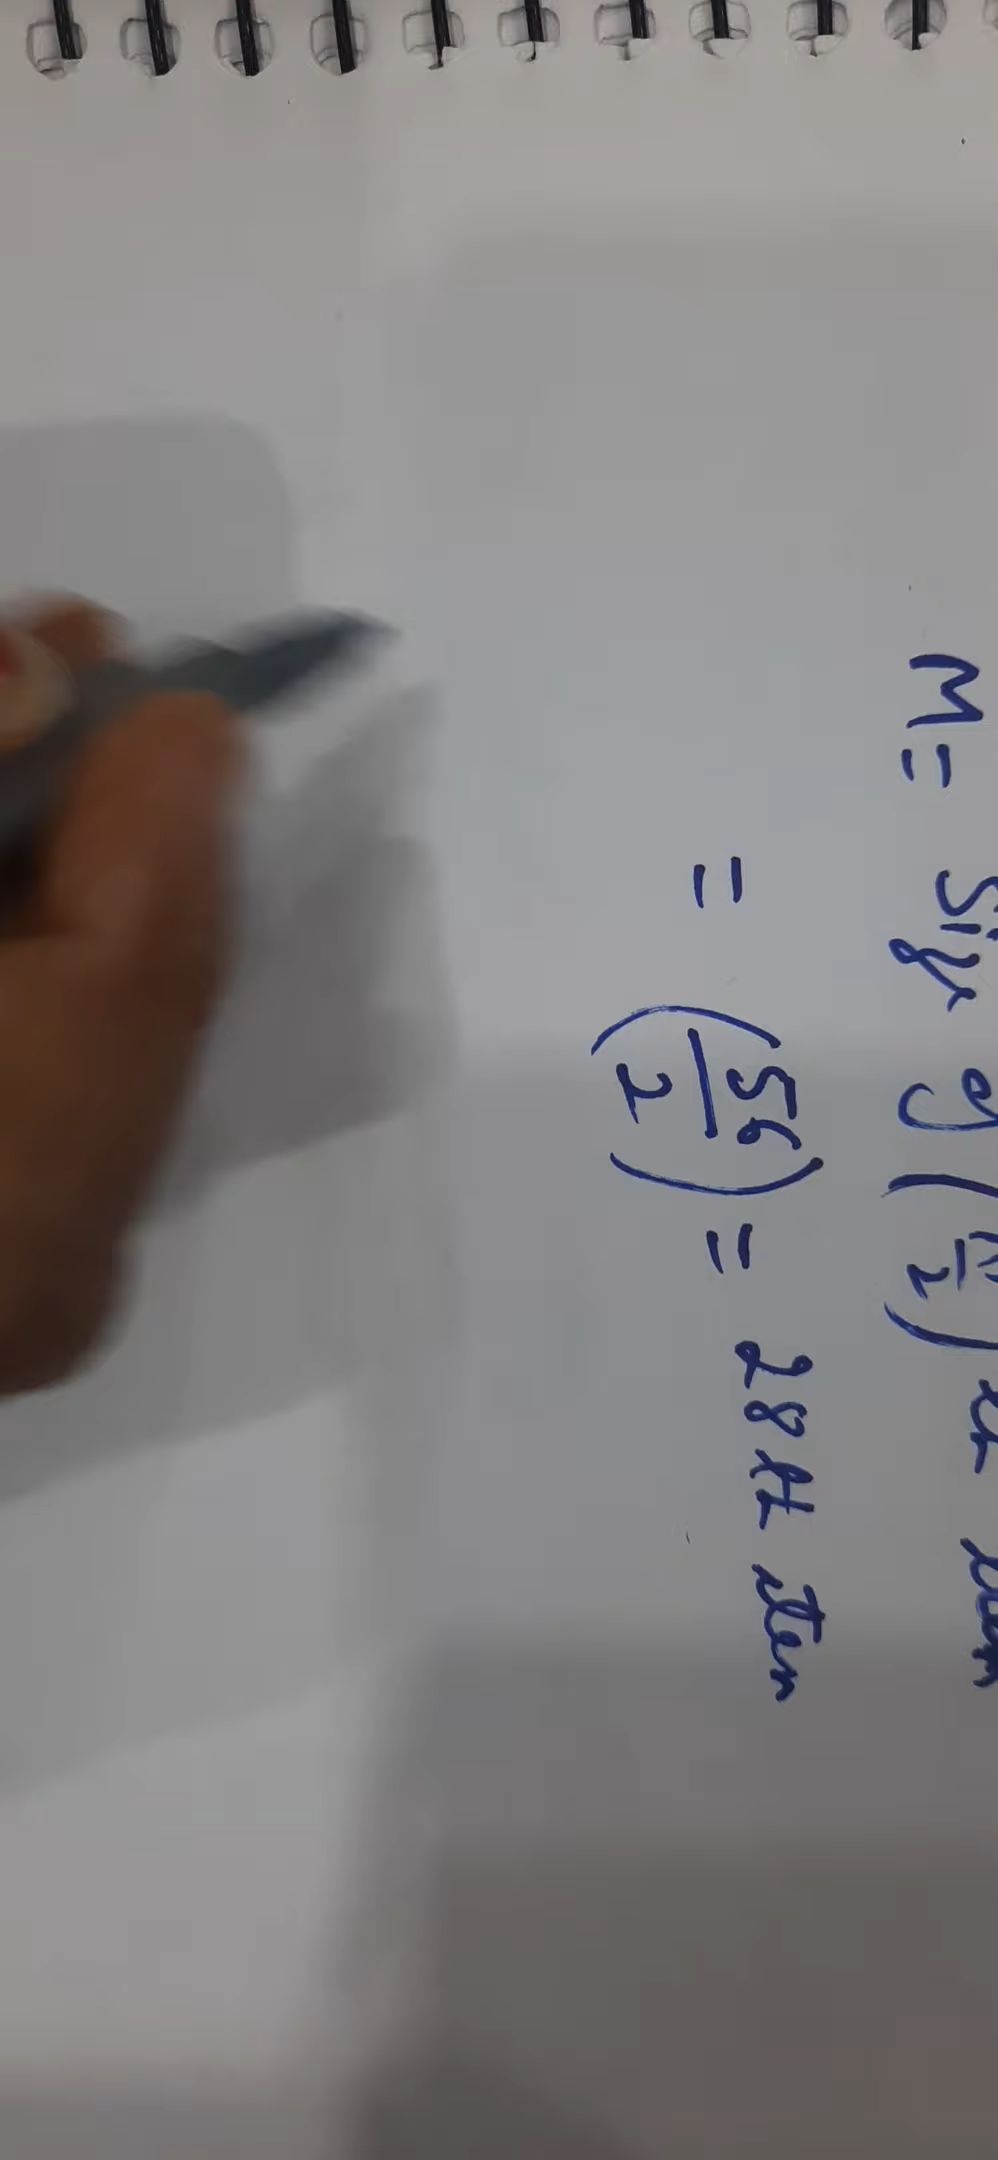 M = Size of (N/2) th item
= (56/2) = 28th item